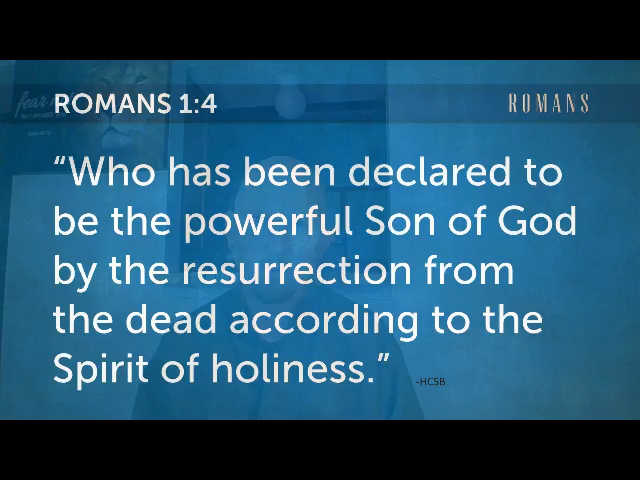 ROMANS 1:4
ROMANS
“Who has been declared to
be the powerful Son of God
by the resurrection from
the dead according to the
Spirit of holiness.”
-HCSB